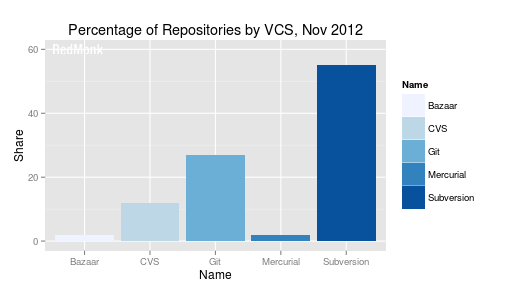 Percentage of Repositories by VCS, Nov 2012
RedMonk
60
40
20
0
Share
Bazaar CVS Git Mercurial Subversion
Name
Name
Bazaar
CVS
Git
Mercurial
Subversion